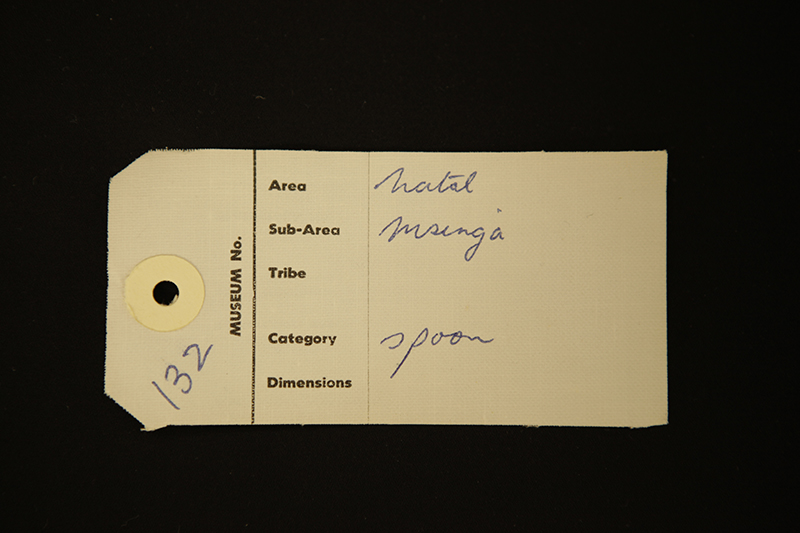 MUSEUM No.
132
Area Natal
Sub-Area Msinga
Tribe
Category spoon
Dimensions